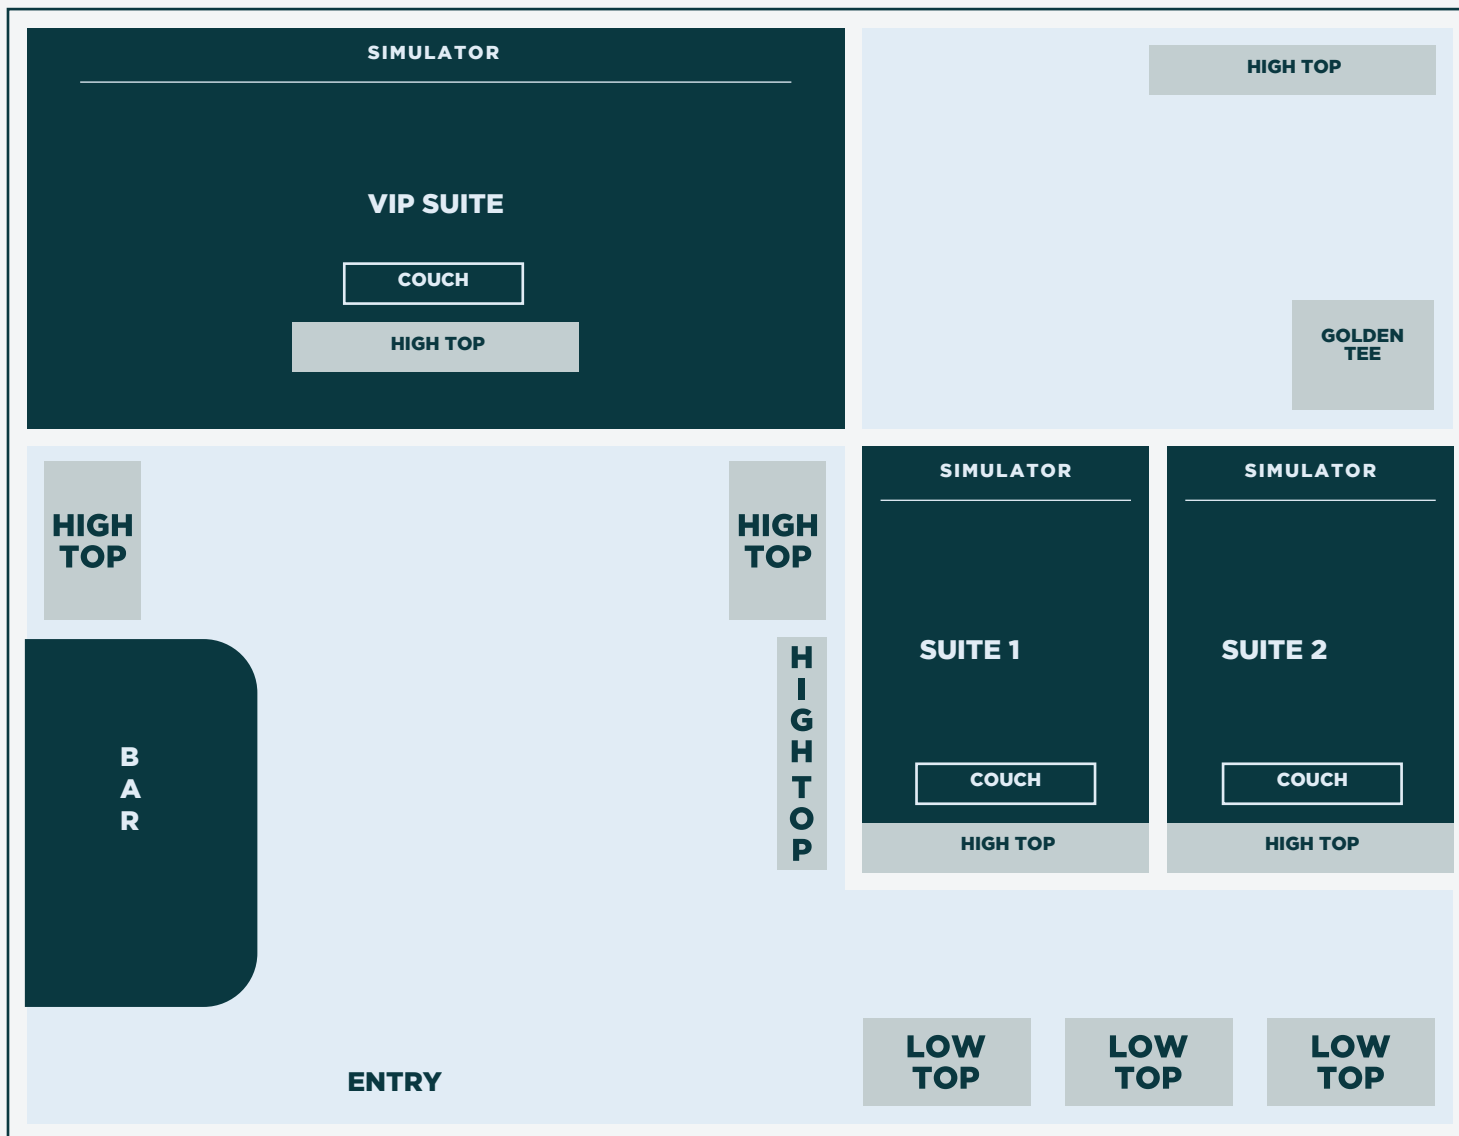 SIMULATOR
VIP SUITE
COUCH
HIGH TOP
HIGH TOP
GOLDEN
TEE
HIGH
TOP
HIGH
TOP
H
I
G
H
T
O
P
B
A
R
ENTRY
SIMULATOR
SUITE 1
COUCH
HIGH TOP
SIMULATOR
SUITE 2
COUCH
HIGH TOP
LOW
TOP
LOW
TOP
LOW
TOP